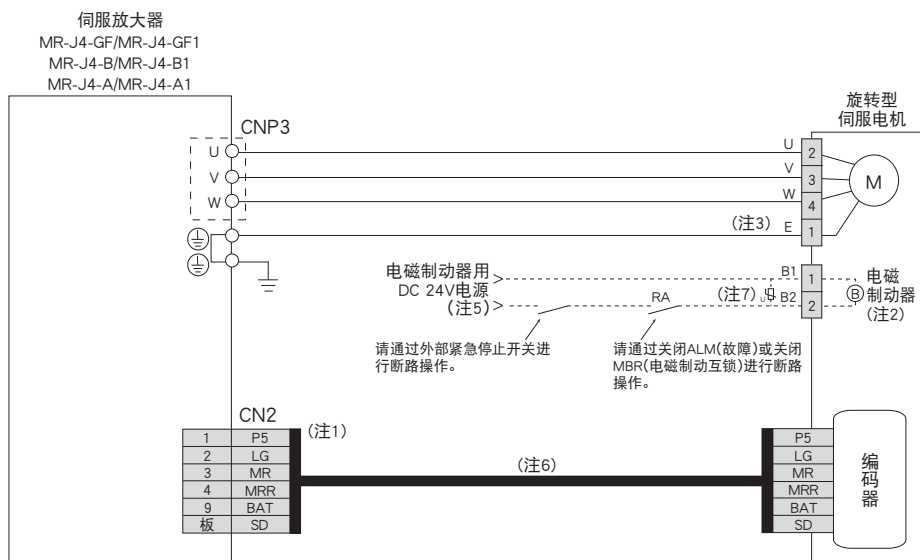 伺服放大器
MR-J4-GF/MR-J4-GF1
MR-J4-B/MR-J4-B1
MR-J4-A/MR-J4-A1
旋转型
伺服电机
CNP3
U
V
W
U
V
W
(注3) E
2
3
4
1
M
电磁制动器用
DC 24V电源
(注5)
RA
(注7)
U
B1
B2
1
2
B
电磁
制动器
(注2)
请通过外部紧急停止开关进
行断路操作。
请通过关闭ALM(故障)或关闭
MBR(电磁制动互锁)进行断路
操作。
CN2
(注1)
1 P5
2 LG
3 MR
4 MRR
9 BAT
板 SD
(注6)
P5
LG
MR
MRR
BAT
SD
编
码
器